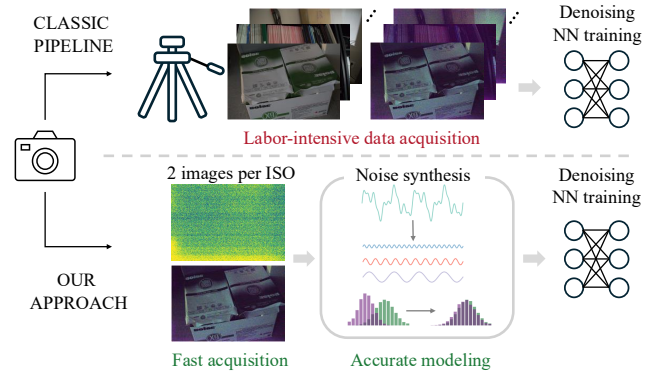 CLASSIC
PIPELINE
Denoising
NN training
Labor-intensive data acquisition
2 images per ISO
Noise synthesis
Denoising
NN training
OUR
APPROACH
Fast acquisition
Accurate modeling